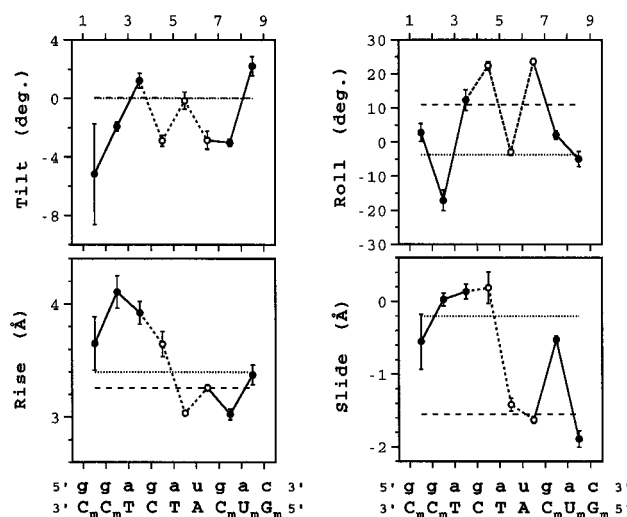 1 3 5 7 9
1 3 5 7 9
4
0
-4
-8
Tilt (deg.)
30
20
10
0
-10
-20
-30
Roll (deg.)
4
3
Rise (Å)
0
-1
-2
Slide (Å)
5' g g a g a u g a c 3'
3' CmCmT C T A CmUmGm 5'
5' g g a g a u g a c 3'
3' CmCmT C T A CmUmGm 5'